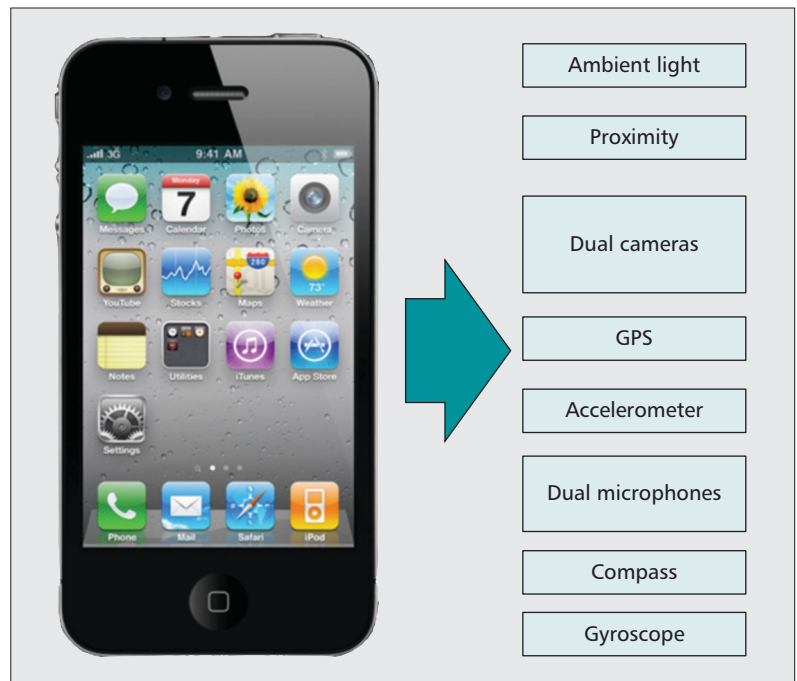 3G 9:41 AM
Monday
7
280
73°
Messages Calendar Photos Camera
YouTube Stocks Maps Weather
Notes Utilities iTunes App Store
Settings
Phone Mail Safari iPod
Ambient light
Proximity
Dual cameras
GPS
Accelerometer
Dual microphones
Compass
Gyroscope